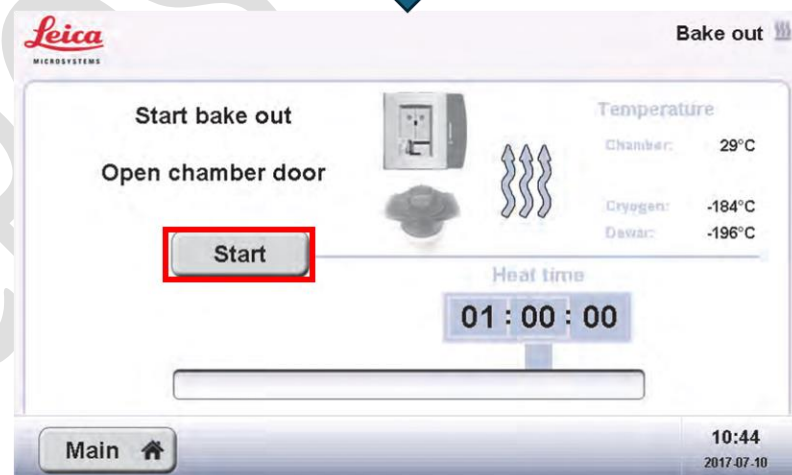 Leica
MICROSYSTEMS
Bake out
Start bake out
Open chamber door
Start
Temperature
Chamber: 29°C
Cryogen: -184°C
Dewar: -196°C
Heat time
01 : 00 : 00
Main
10:44
2017-07-10